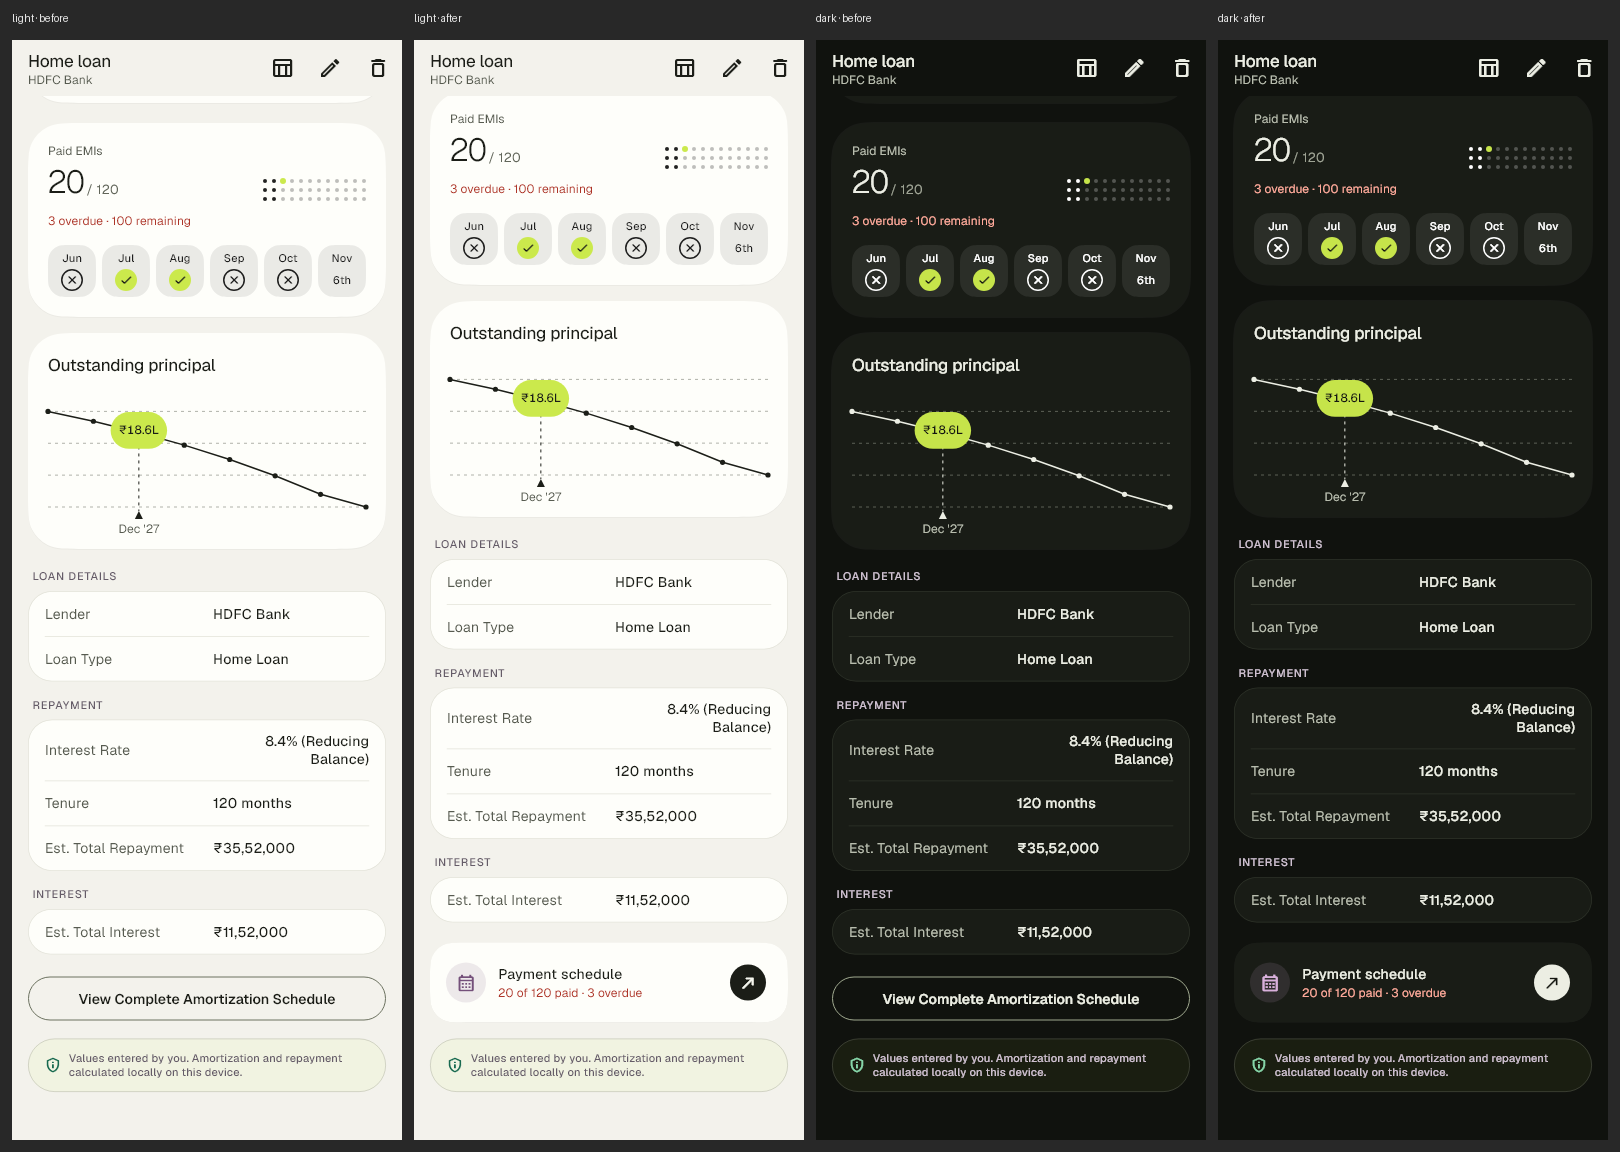 light·before
Home loan
HDFC Bank
Paid EMIs
20 / 120
3 overdue · 100 remaining
Jun Jul Aug Sep Oct Nov
6th
Outstanding principal
₹18.6L
Dec '27
LOAN DETAILS
Lender HDFC Bank
Loan Type Home Loan
REPAYMENT
Interest Rate 8.4% (Reducing
Balance)
Tenure 120 months
Est. Total Repayment ₹35,52,000
INTEREST
Est. Total Interest ₹11,52,000
View Complete Amortization Schedule
Values entered by you. Amortization and repayment
calculated locally on this device.
light·after
Home loan
HDFC Bank
Paid EMIs
20 / 120
3 overdue · 100 remaining
Jun Jul Aug Sep Oct Nov
6th
Outstanding principal
₹18.6L
Dec '27
LOAN DETAILS
Lender HDFC Bank
Loan Type Home Loan
REPAYMENT
Interest Rate 8.4% (Reducing
Balance)
Tenure 120 months
Est. Total Repayment ₹35,52,000
INTEREST
Est. Total Interest ₹11,52,000
Payment schedule
20 of 120 paid · 3 overdue
Values entered by you. Amortization and repayment
calculated locally on this device.
dark·before
Home loan
HDFC Bank
Paid EMIs
20 / 120
3 overdue · 100 remaining
Jun Jul Aug Sep Oct Nov
6th
Outstanding principal
₹18.6L
Dec '27
LOAN DETAILS
Lender HDFC Bank
Loan Type Home Loan
REPAYMENT
Interest Rate 8.4% (Reducing
Balance)
Tenure 120 months
Est. Total Repayment ₹35,52,000
INTEREST
Est. Total Interest ₹11,52,000
View Complete Amortization Schedule
Values entered by you. Amortization and repayment
calculated locally on this device.
dark·after
Home loan
HDFC Bank
Paid EMIs
20 / 120
3 overdue · 100 remaining
Jun Jul Aug Sep Oct Nov
6th
Outstanding principal
₹18.6L
Dec '27
LOAN DETAILS
Lender HDFC Bank
Loan Type Home Loan
REPAYMENT
Interest Rate 8.4% (Reducing
Balance)
Tenure 120 months
Est. Total Repayment ₹35,52,000
INTEREST
Est. Total Interest ₹11,52,000
Payment schedule
20 of 120 paid · 3 overdue
Values entered by you. Amortization and repayment
calculated locally on this device.